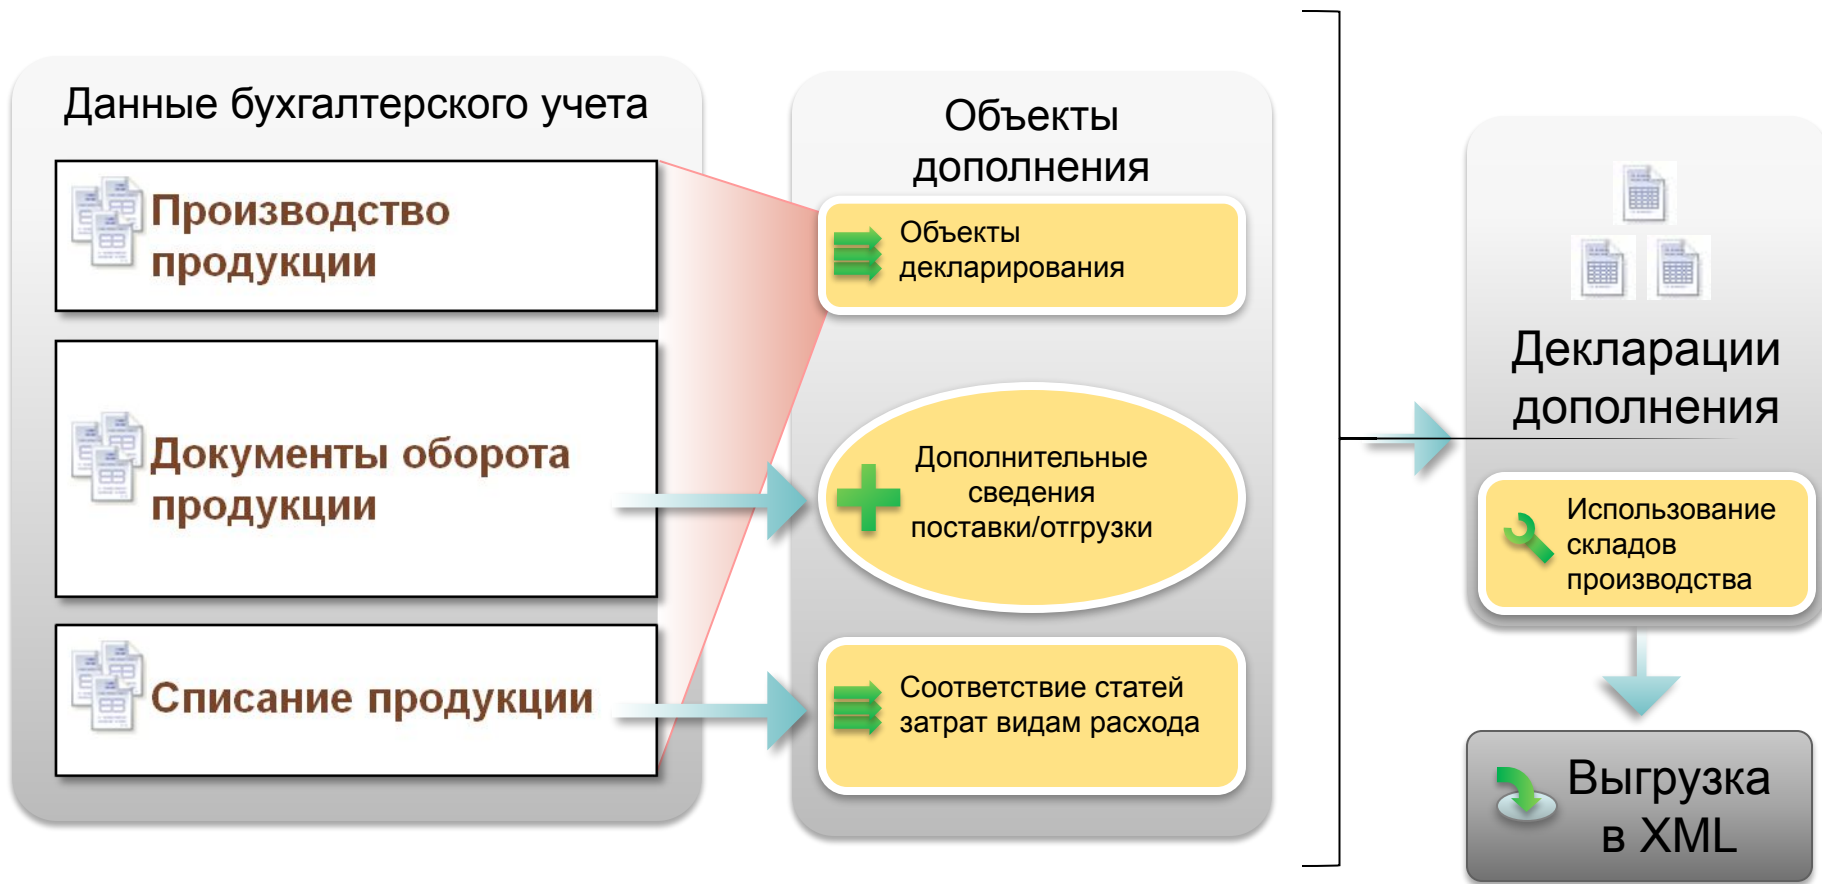 Данные бухгалтерского учета
Производство
продукции
Документы оборота
продукции
Списание продукции
Объекты
дополнения
Объекты
декларирования
Дополнительные
сведения
поставки/отгрузки
Соответствие статей
затрат видам расхода
Декларации
дополнения
Использование
складов
производства
Выгрузка
в XML